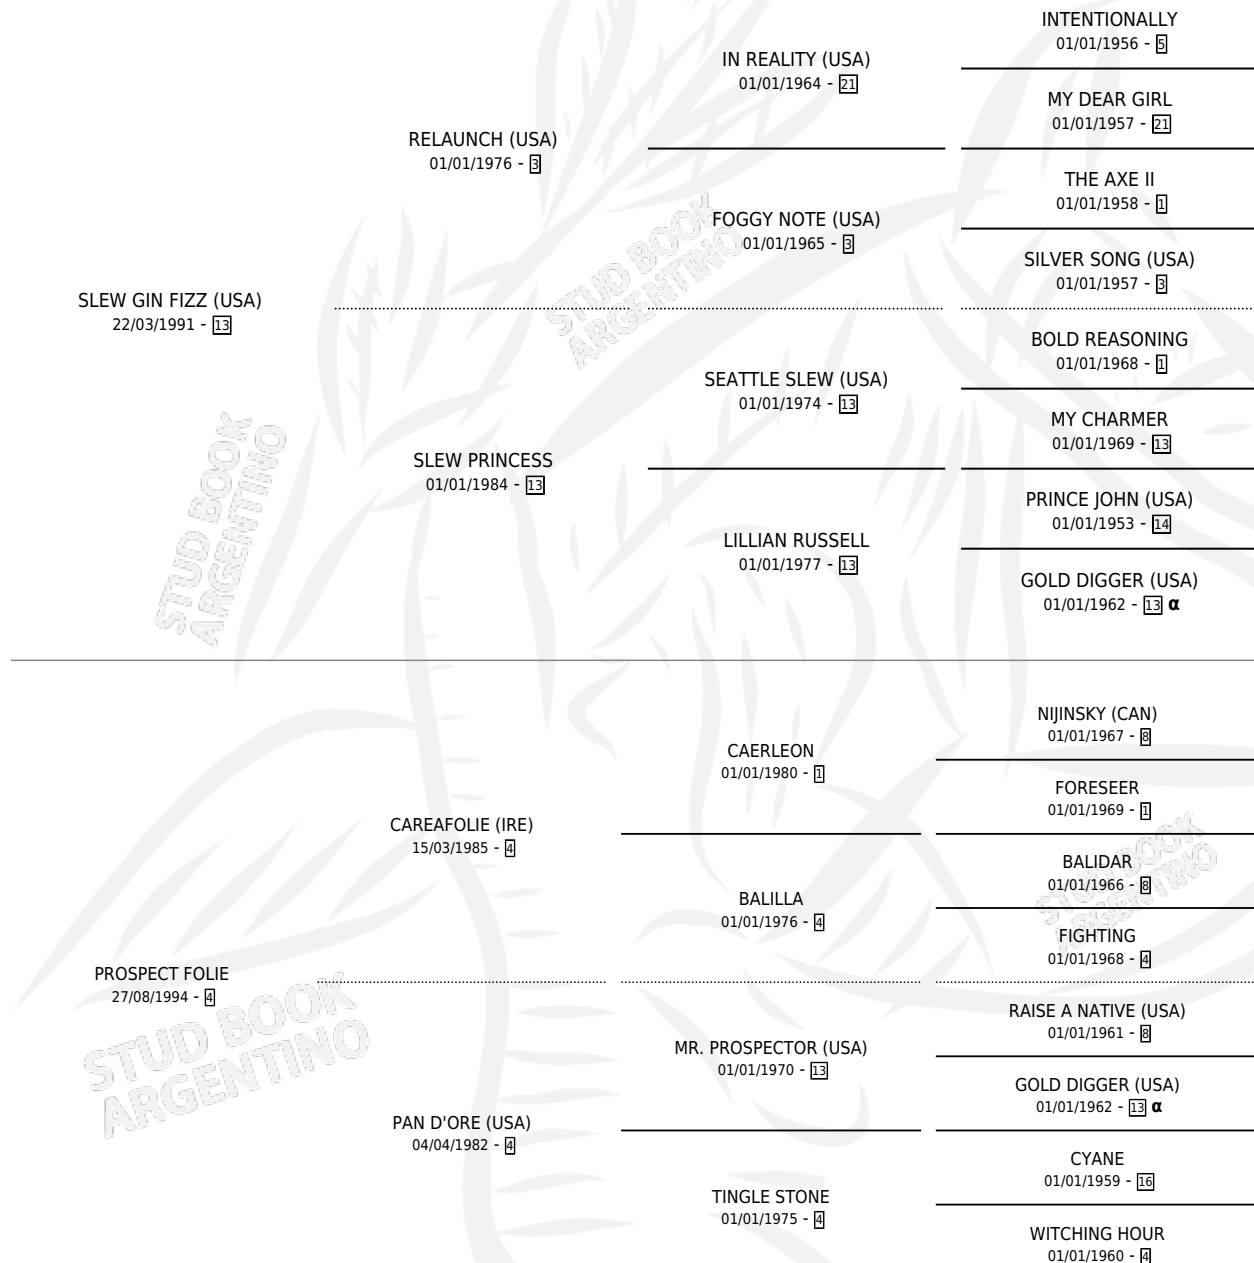 INTENTIONALLY
01/01/1956 - 5
IN REALITY (USA)
01/01/1964 - 21
MY DEAR GIRL
01/01/1957 - 21
RELAUNCH (USA)
01/01/1976 - 3
THE AXE II
01/01/1958 - 1
FOGGY NOTE (USA)
01/01/1965 - 3
SILVER SONG (USA)
01/01/1957 - 3
SLEW GIN FIZZ (USA)
22/03/1991 - 13
BOLD REASONING
01/01/1968 - 1
SEATTLE SLEW (USA)
01/01/1974 - 13
MY CHARMER
01/01/1969 - 13
SLEW PRINCESS
01/01/1984 - 13
PRINCE JOHN (USA)
01/01/1953 - 14
LILLIAN RUSSELL
01/01/1977 - 13
GOLD DIGGER (USA)
01/01/1962 - 13 α
NIJINSKY (CAN)
01/01/1967 - 8
CAERLEON
01/01/1980 - 1
FORESEER
01/01/1969 - 1
CAREAFOLIE (IRE)
15/03/1985 - 4
BALIDAR
01/01/1966 - 8
BALILLA
01/01/1976 - 4
FIGHTING
01/01/1968 - 4
PROSPECT FOLIE
27/08/1994 - 4
RAISE A NATIVE (USA)
01/01/1961 - 8
MR. PROSPECTOR (USA)
01/01/1970 - 13
GOLD DIGGER (USA)
01/01/1962 - 13 α
PAN D'ORE (USA)
04/04/1982 - 4
CYANE
01/01/1959 - 16
TINGLE STONE
01/01/1975 - 4
WITCHING HOUR
01/01/1960 - 4
STUD BOOK
ARGENTINO
STUD BOOK
ARGENTINO
STUD BOOK
ARGENTINO
STUD BOOK
ARGENTINO